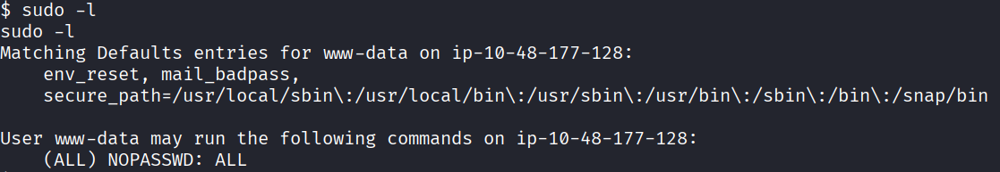 $ sudo -l
sudo -l
Matching Defaults entries for www-data on ip-10-48-177-128:
    env_reset, mail_badpass,
    secure_path=/usr/local/sbin\:/usr/local/bin\:/usr/sbin\:/usr/bin\:/sbin\:/bin\:/snap/bin

User www-data may run the following commands on ip-10-48-177-128:
    (ALL) NOPASSWD: ALL